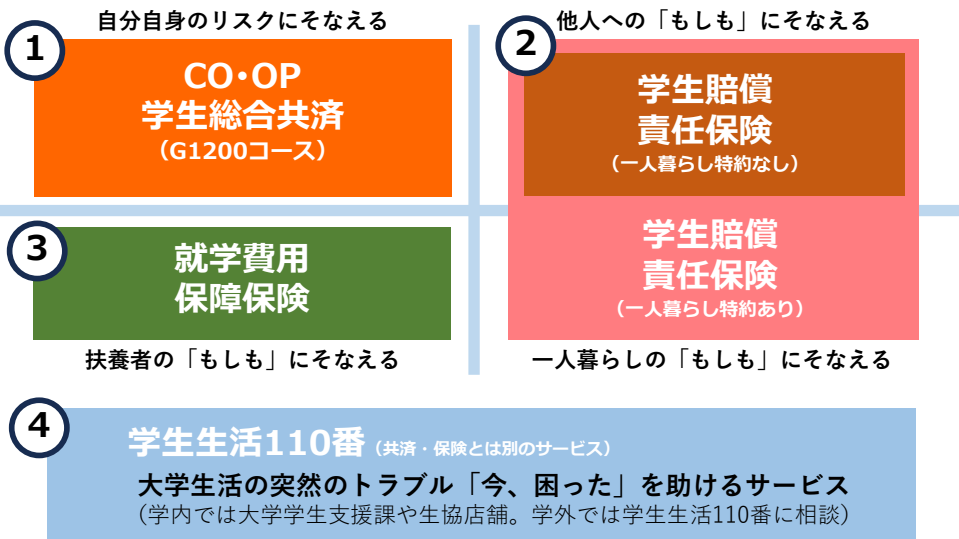 自分自身のリスクにそなえる
1
CO・OP
学生総合共済
（G1200コース）
他人への「もしも」にそなえる
2
学生賠償
責任保険
（一人暮らし特約なし）
学生賠償
責任保険
（一人暮らし特約あり）
一人暮らしの「もしも」にそなえる
3
就学費用
保障保険
扶養者の「もしも」にそなえる
4
学生生活110番（共済・保険とは別のサービス）
大学生活の突然のトラブル「今、困った」を助けるサービス
（学内では大学学生支援課や生協店舗。学外では学生生活110番に相談）